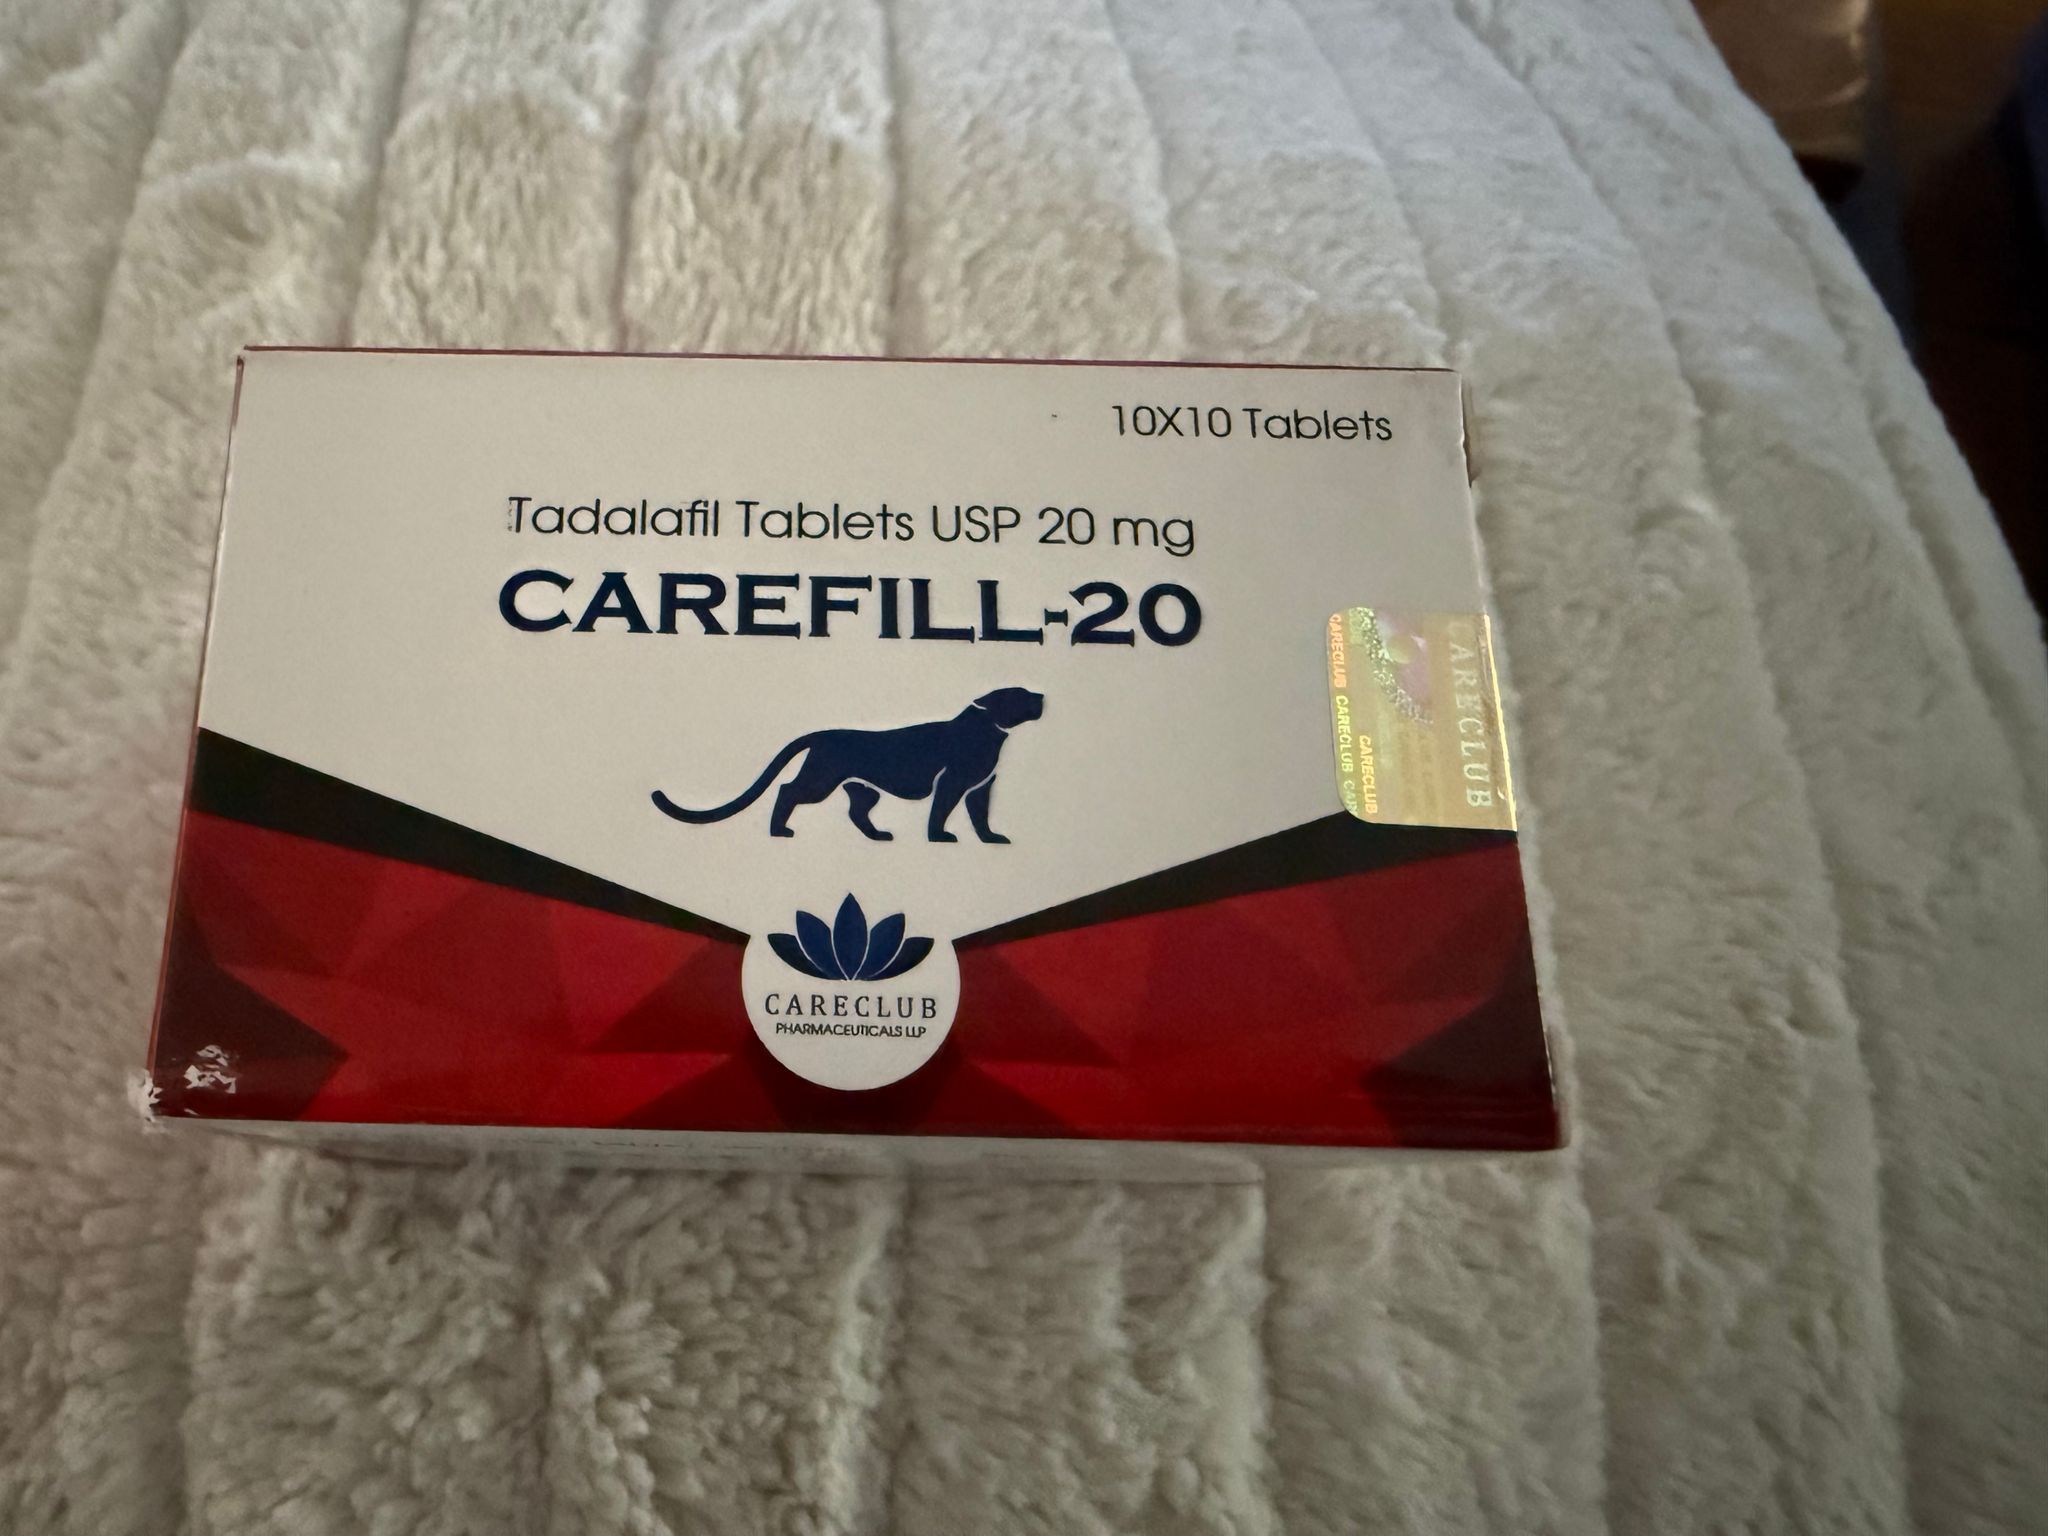 10X10 Tablets
Tadalafil Tablets USP 20 mg
CAREFILL-20
CARECLUB
CARECLUB CARECLUB
CARECLUB
CARECLUB
PHARMACEUTICALS LLP